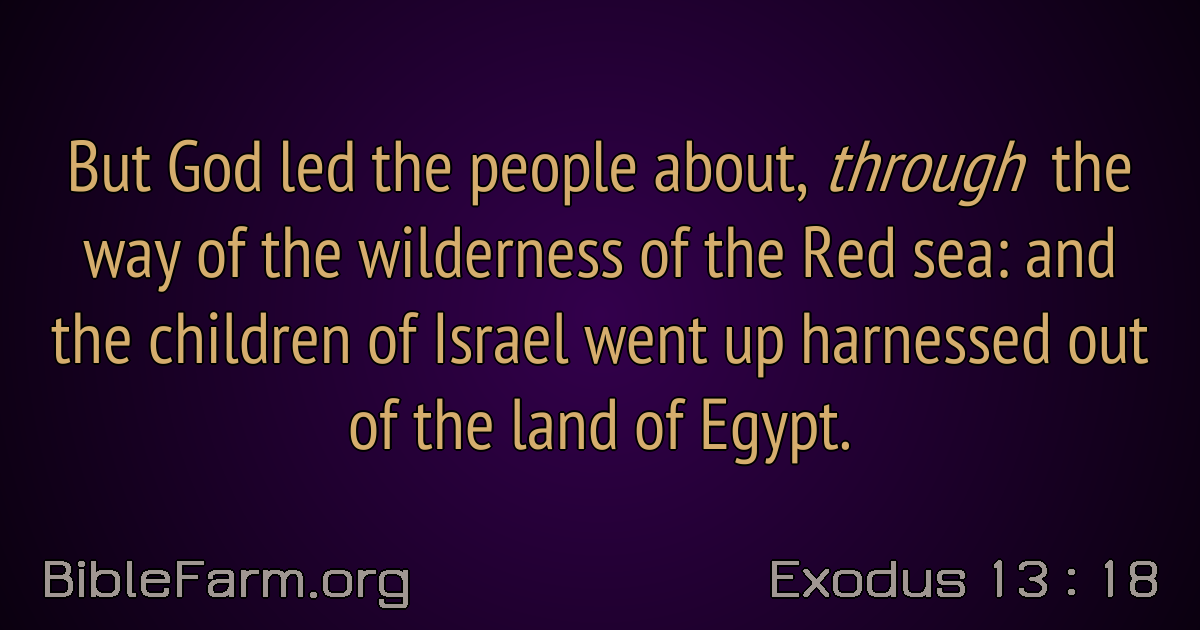 But God led the people about, through the
way of the wilderness of the Red sea: and
the children of Israel went up harnessed out
of the land of Egypt.
BibleFarm.org
Exodus 13:18